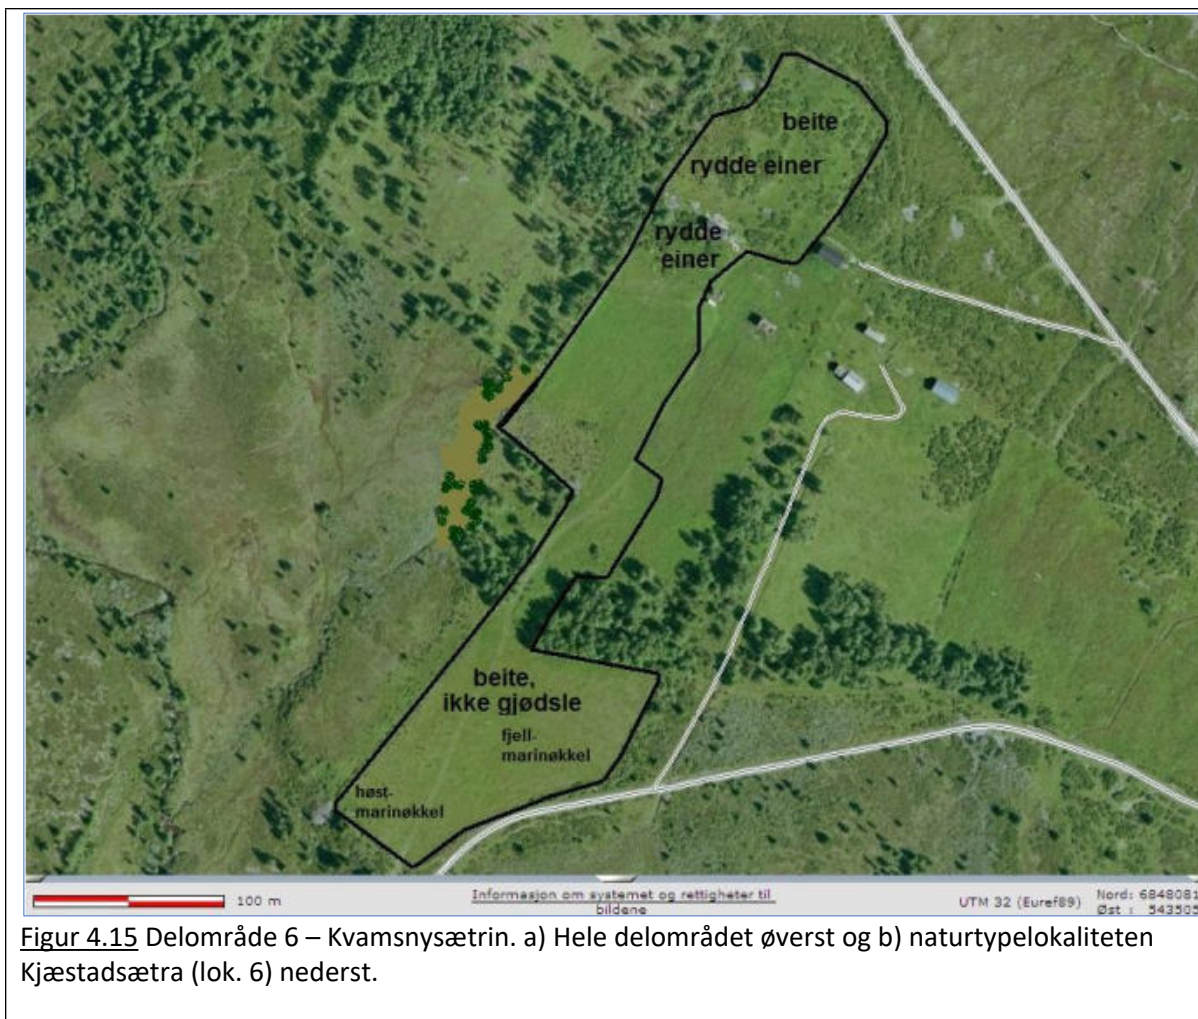 beite
rydde einer
rydde
einer
beite,
ikke gjødsle
fjell-
marinøkkel
høst-
marinøkkel
100 m
Informasjon om systemet og rettigheter til
bildene
UTM 32 (Euref89)
Nord: 6848081
Øst : 543505
Figur 4.15 Delområde 6 – Kvamsnysætrin. a) Hele delområdet øverst og b) naturtypelokaliteten
Kjæstadsætra (lok. 6) nederst.